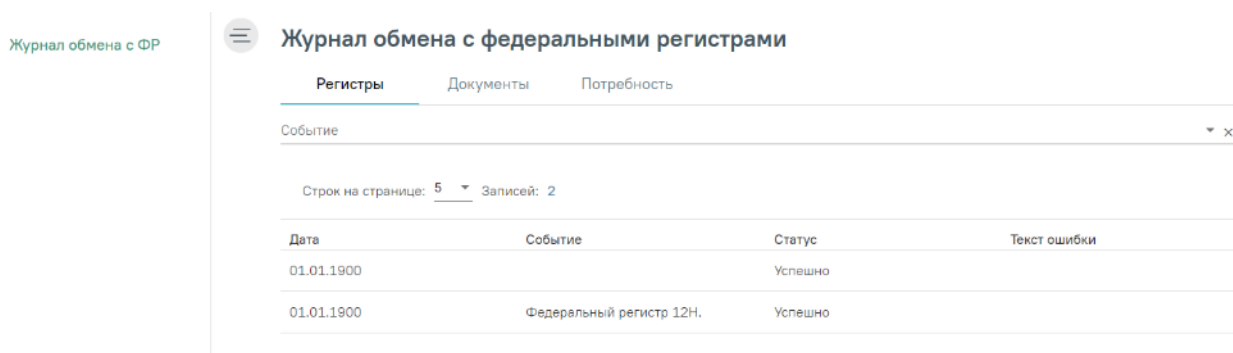 Журнал обмена с ФР
Журнал обмена с федеральными регистрами
Регистры Документы Потребность
Событие
Строк на странице: 5 Записей: 2
Дата Событие Статус Текст ошибки
01.01.1900 Успешно
01.01.1900 Федеральный регистр 12Н. Успешно